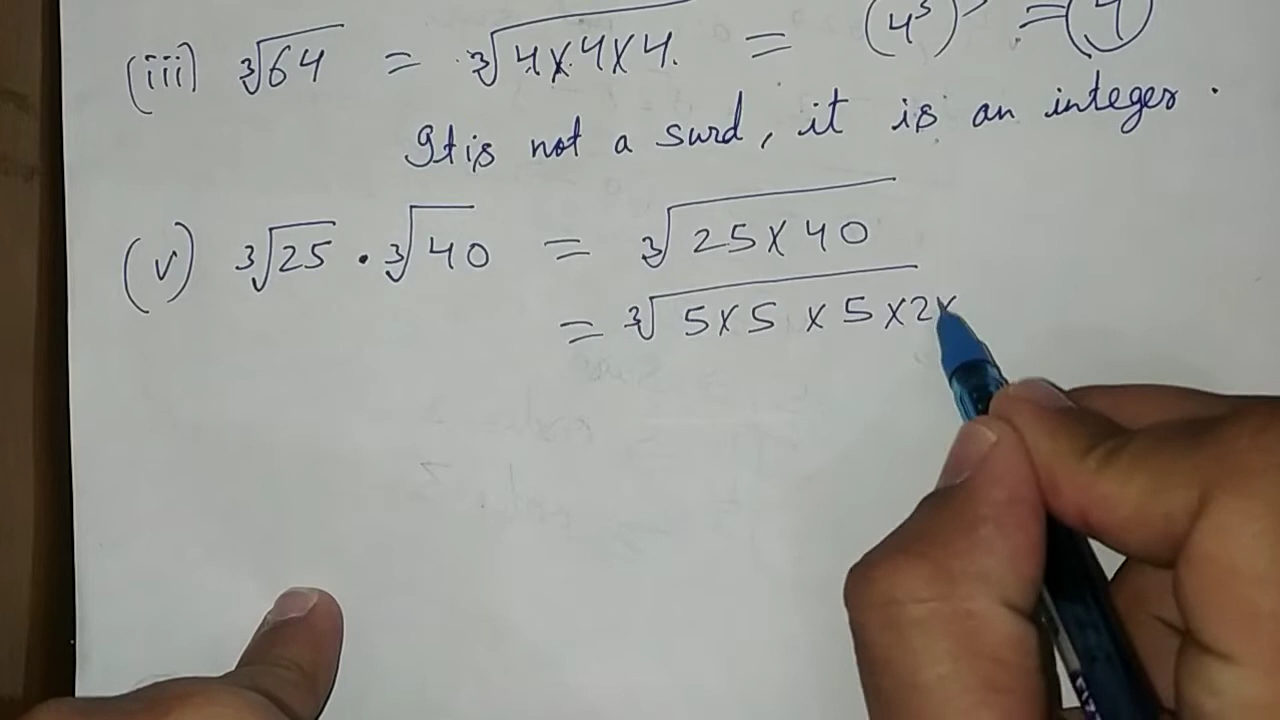 (iii) ∛64 = ∛4×4×4. = (4³) = 4
It is not a surd, it is an integer.
(v) ∛25 · ∛40 = ∛25×40
= ∛5×5×5×2×